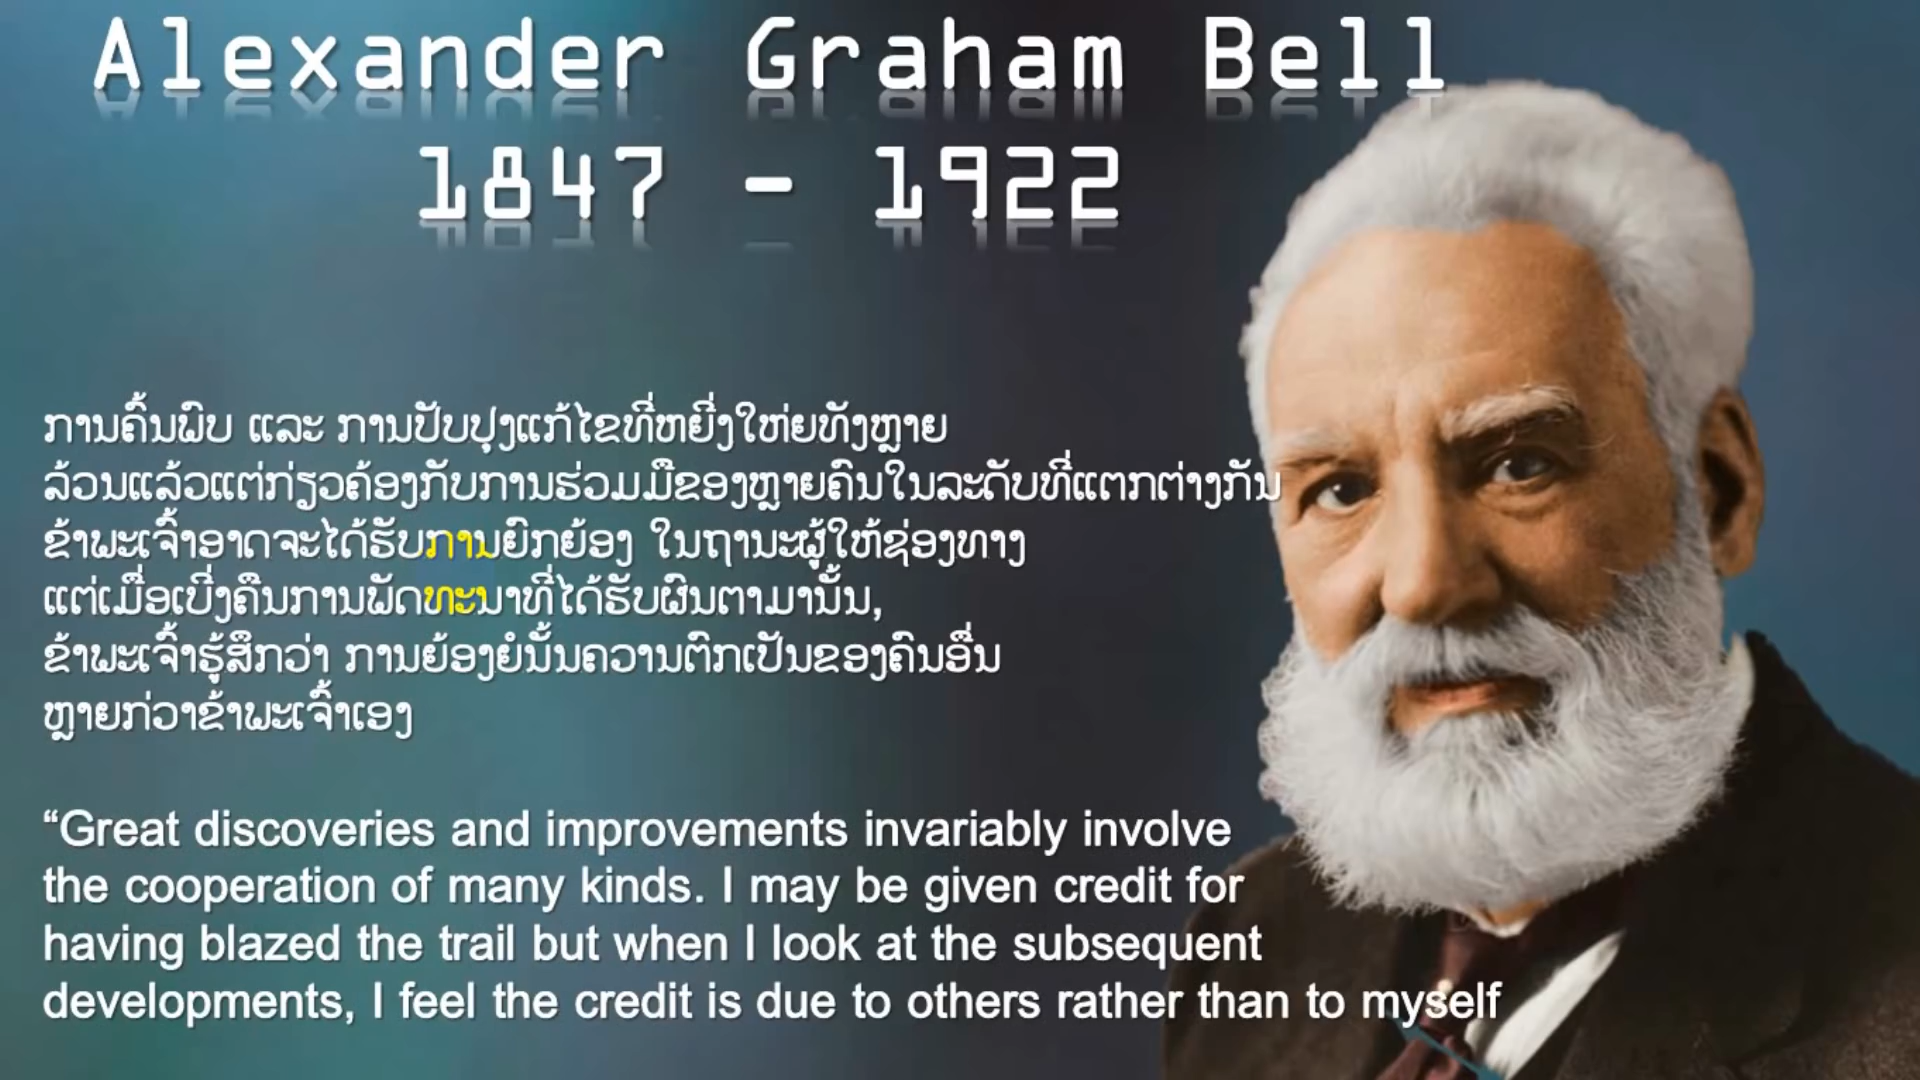 Alexander Graham Bell
1847 - 1922
ການຄົ້ນພົບ ແລະ ການປັບປຸງແກ້ໄຂທີ່ຫຍິ່ງໃຫ່ຍທັງຫຼາຍ
ລ້ວນແລ້ວແຕ່ກ່ຽວຄ້ອງກັບການຮ່ວມມືຂອງຫຼາຍຄົນໃນລະດັບທີ່ແຕກຕ່າງກັນ
ຂ້າພະເຈົ້າອາດຈະໄດ້ຮັບການຍົກຍ້ອງ ໃນຖານະຜູ້ໃຫ້ຊ່ອງທາງ
ແຕ່ເມື່ອເບິ່ງຄືນການພັດທະນາທີ່ໄດ້ຮັບຜົນຕາມມານັ້ນ,
ຂ້າພະເຈົ້າຮູ້ສຶກວ່າ ການຍ້ອງຍໍນັ້ນຄວານຕົກເປັນຂອງຄົນອື່ນ
ຫຼາຍກ່ວາຂ້າພະເຈົ້າເອງ
“Great discoveries and improvements invariably involve
the cooperation of many kinds. I may be given credit for
having blazed the trail but when I look at the subsequent
developments, I feel the credit is due to others rather than to myself